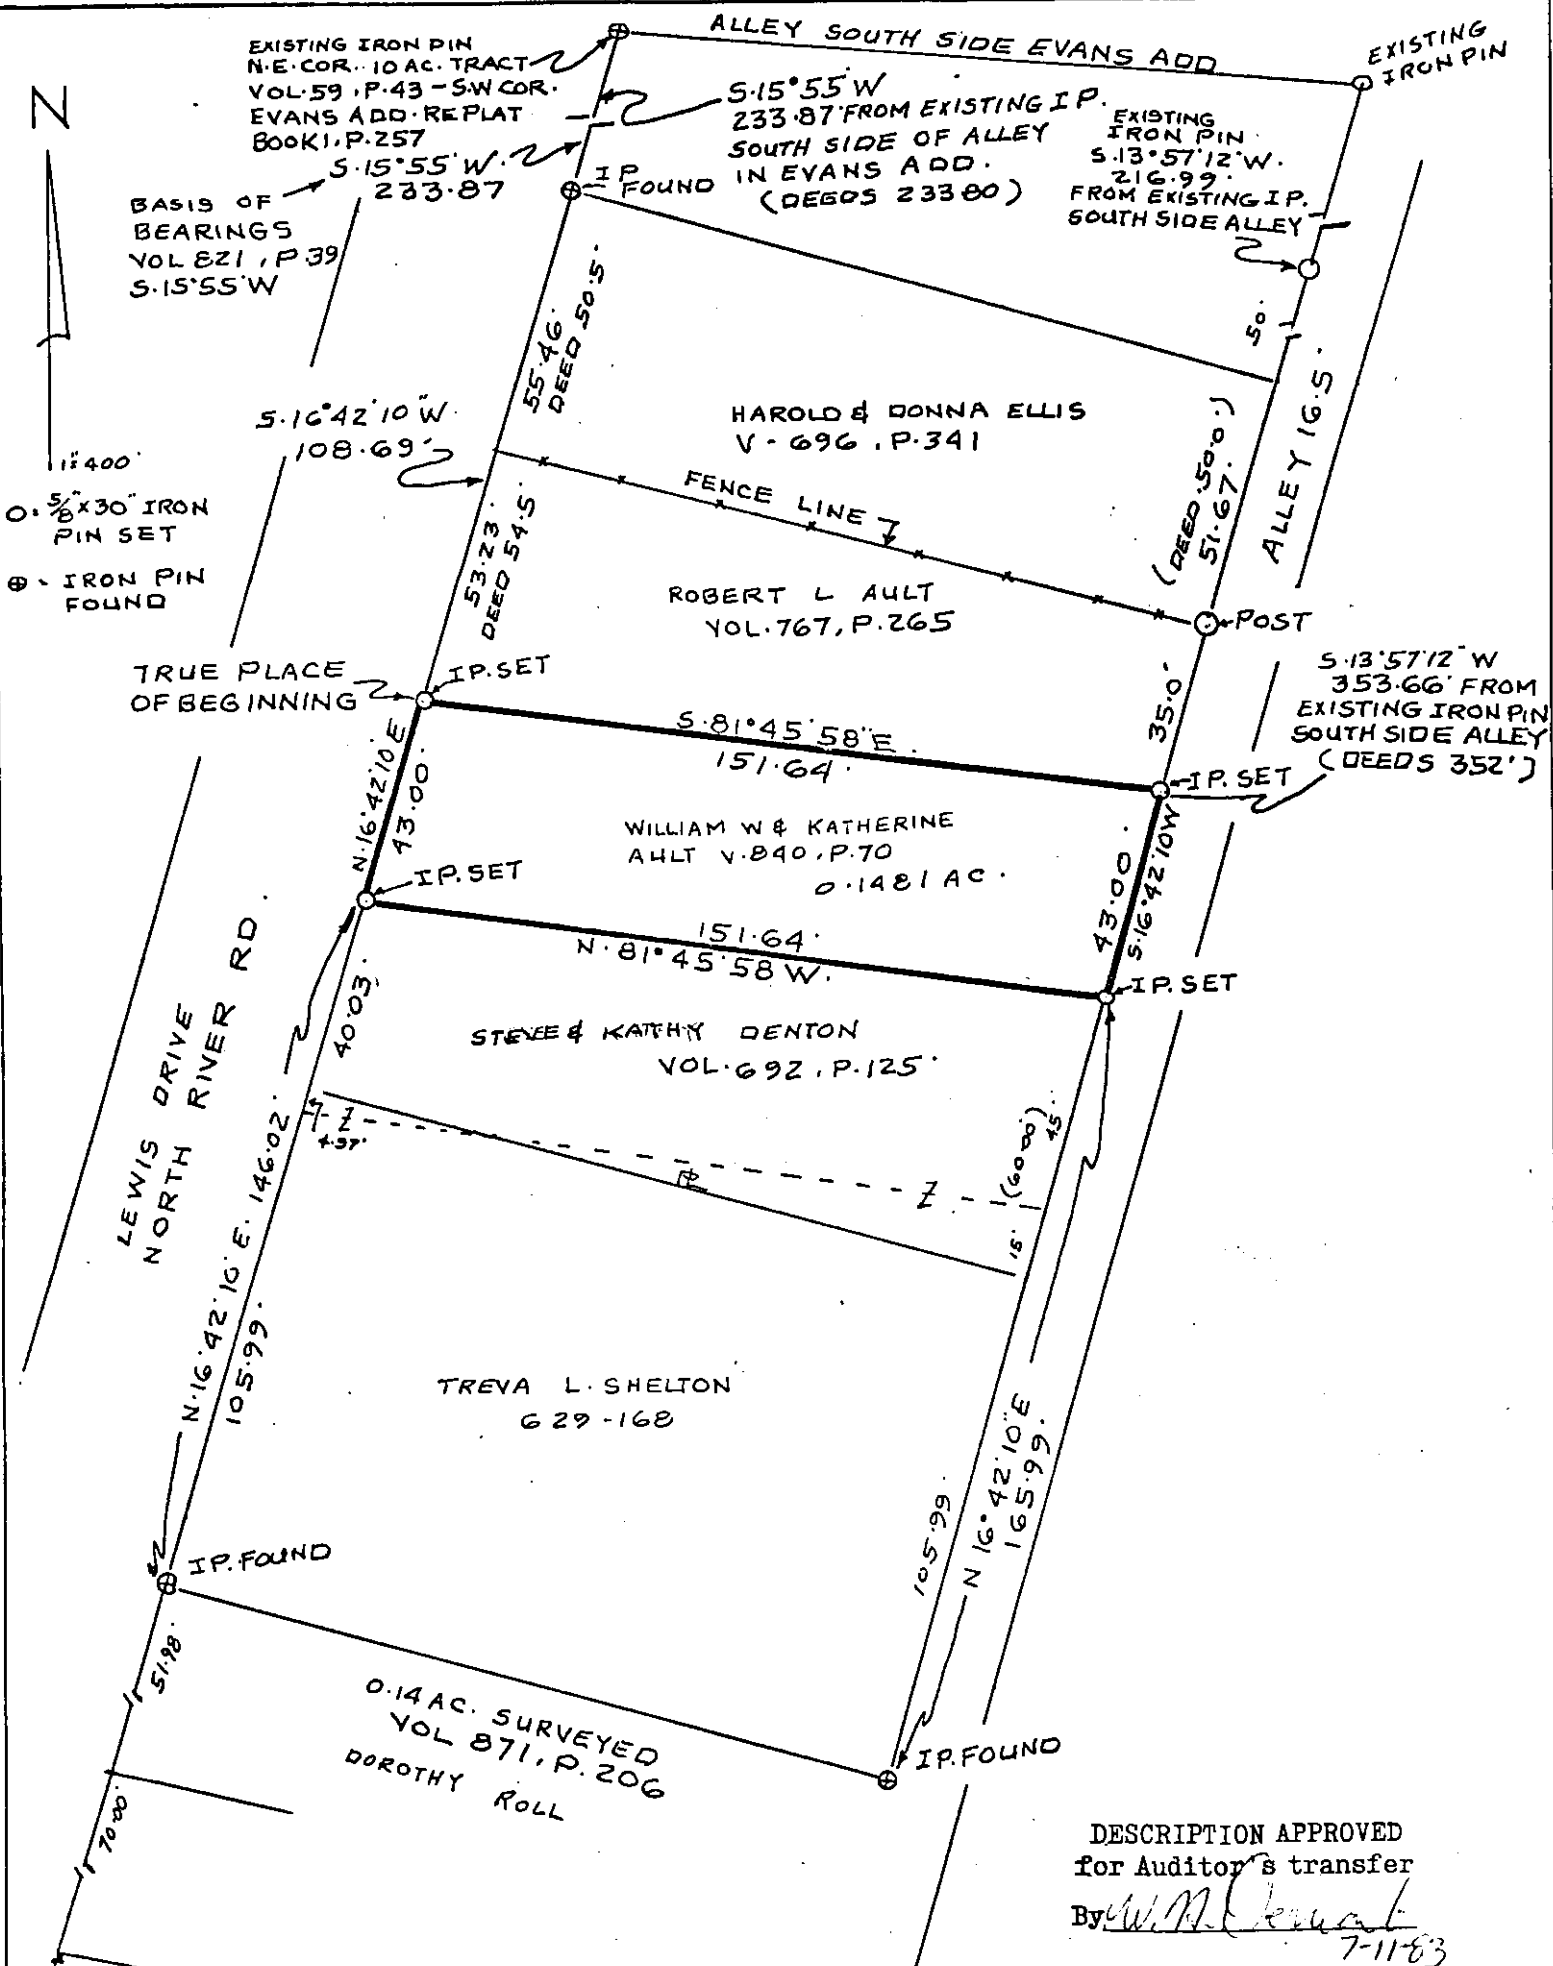 ALLEY SOUTH SIDE EVANS ADD
EXISTING
IRON PIN
EXISTING IRON PIN
N.E. COR. 10 AC. TRACT
VOL. 59, P. 43 - S.W COR.
EVANS ADD. REPLAT
BOOK 1, P. 257
S. 15° 55' W.
233.87
N
BASIS OF
BEARINGS
VOL 821, P 39
S. 15° 55' W
S. 15° 55' W
233.87' FROM EXISTING I P.
SOUTH SIDE OF ALLEY
IN EVANS ADD.
(DEEDS 233 80)
I P
FOUND
EXISTING
IRON PIN
S. 13° 57' 12" W.
216.99'
FROM EXISTING I P.
SOUTH SIDE ALLEY
50'
55.46'
DEED 50.5'
S. 16° 42' 10" W.
108.69'
1"=400'
O. 5/8" X 30" IRON
PIN SET
⊕ - IRON PIN
FOUND
HAROLD & DONNA ELLIS
V - 696, P. 341
(DEED 50.0')
51.67'
ALLEY 16.5'
FENCE LINE
53.23'
DEED 54.5'
ROBERT L AULT
VOL. 767, P. 265
POST
TRUE PLACE
OF BEGINNING
I P. SET
S. 13° 57' 12" W
353.66' FROM
EXISTING IRON PIN
SOUTH SIDE ALLEY
(DEEDS 352')
S. 81° 45' 58" E
151.64'
35.0'
I P. SET
N. 16° 42' 10 E
43.00'
WILLIAM W & KATHERINE
AULT V. 840, P. 70
0.1481 AC.
43.00'
S. 16° 42' 10 W
I P. SET
151.64'
N. 81° 45' 58 W.
I P. SET
LEWIS DRIVE
NORTH RIVER RD.
40.03'
STEVE & KATHY DENTON
VOL. 692, P. 125
4.97'
(60.00')
45'
15'
N. 16° 42' 10" E. 146.02'
105.99'
TREVA L. SHELTON
629 - 168
105.99
N 16° 42' 10" E
165.99'
I P. FOUND
51.98'
0.14 AC. SURVEYED
VOL 871, P. 206
DOROTHY ROLL
I P. FOUND
70.00'
DESCRIPTION APPROVED
for Auditor's transfer
By W.
7-11-83